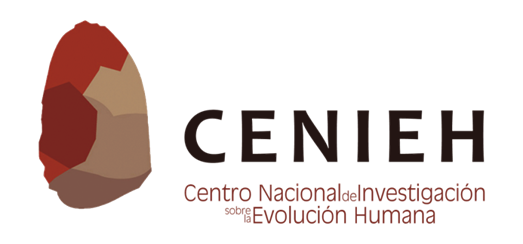 CENIEH
Centro Nacional de Investigación
sobre la Evolución Humana